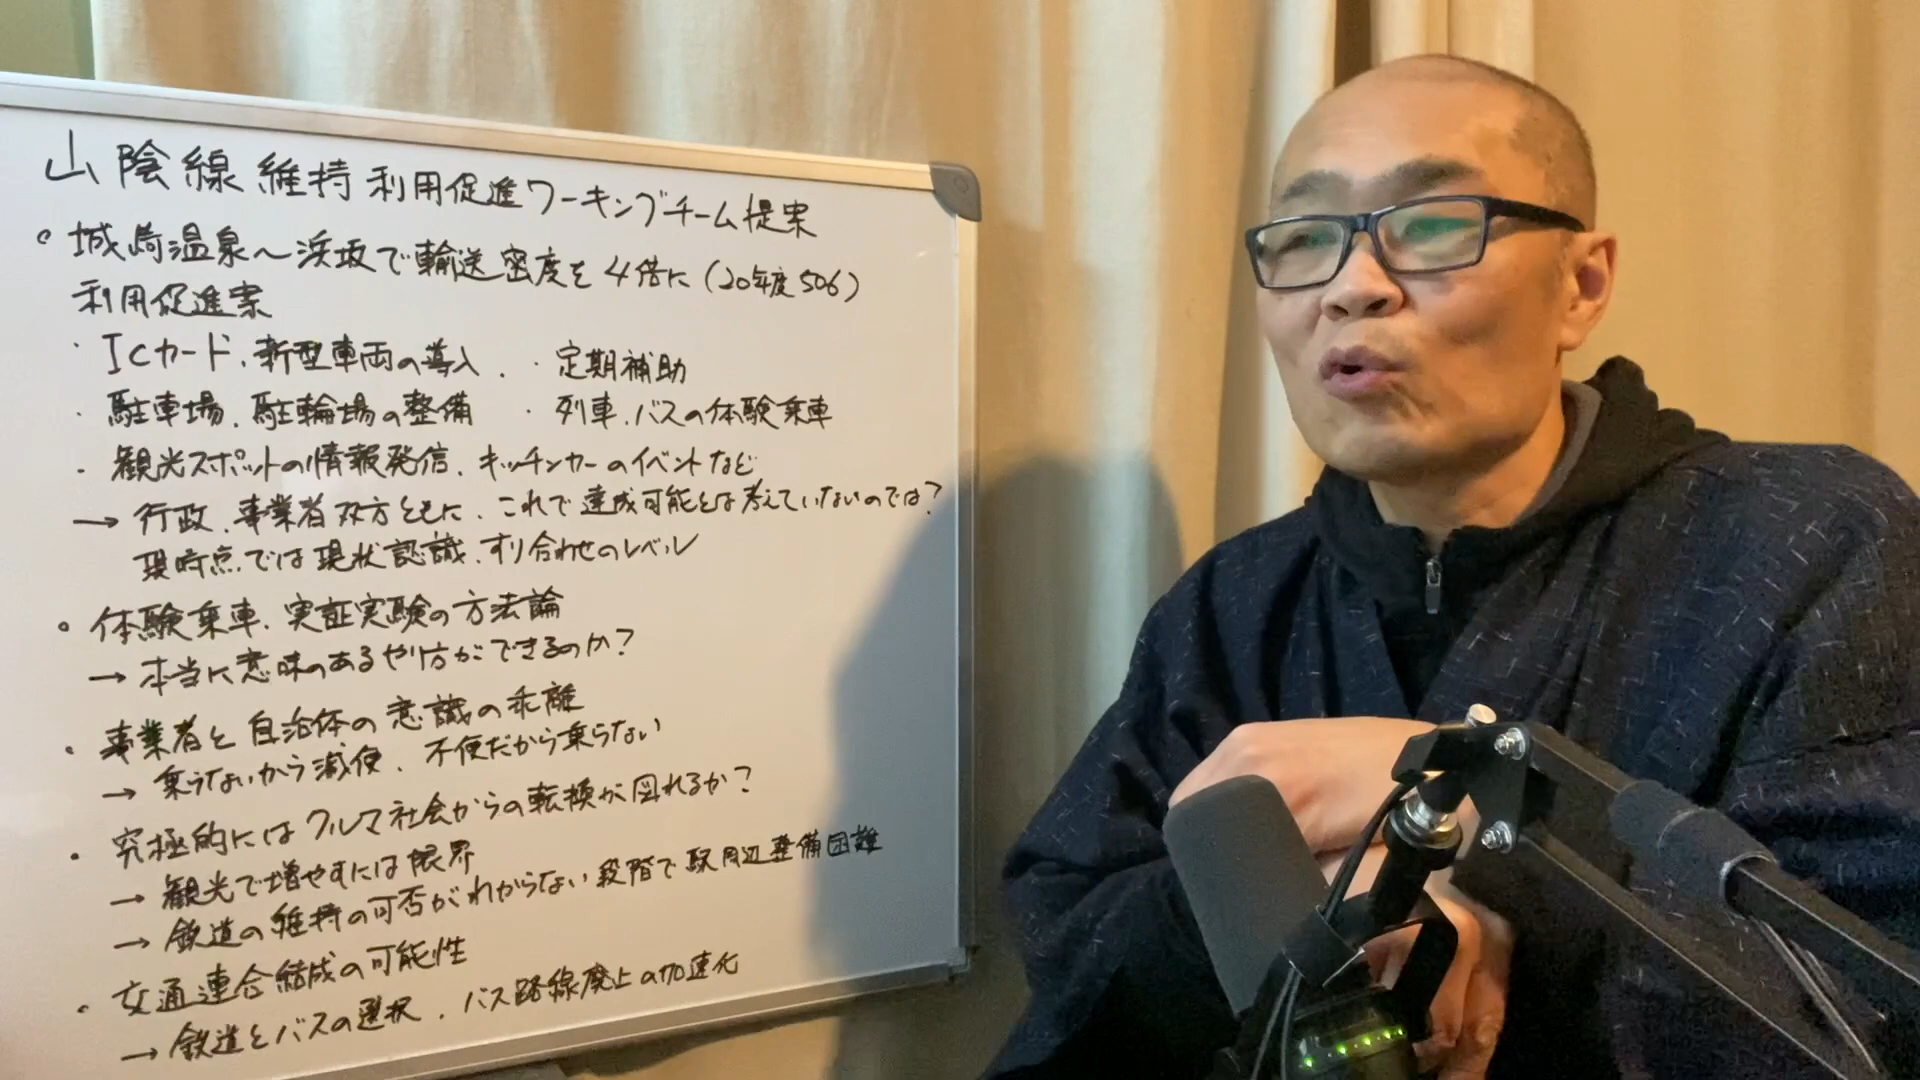 山陰線維持利用促進ワーキングチーム提案
。城崎温泉～浜坂で輸送密度を4倍に（20年度506）
利用促進案
・ICカード、新型車両の導入、・定期補助
・駐車場、駐輪場の整備 ・列車、バスの体験乗車
・観光スポットの情報発信、キッチンカーのイベントなど
→ 行政、事業者双方ともに、これで達成可能とは考えていないのでは？
現時点では現状認識、すり合わせのレベル
・体験乗車、実証実験の方法論
→ 本当に意味のあるやり方ができるのか？
・事業者と自治体の意識の乖離
→ 乗らないから減便、不便だから乗らない
・究極的にはクルマ社会からの転換が図れるか？
→ 観光で増やすには限界
→ 鉄道の維持の可否がわからない段階で駅周辺整備困難
・交通連合結成の可能性
→ 鉄道とバスの選択、バス路線廃止の加速化